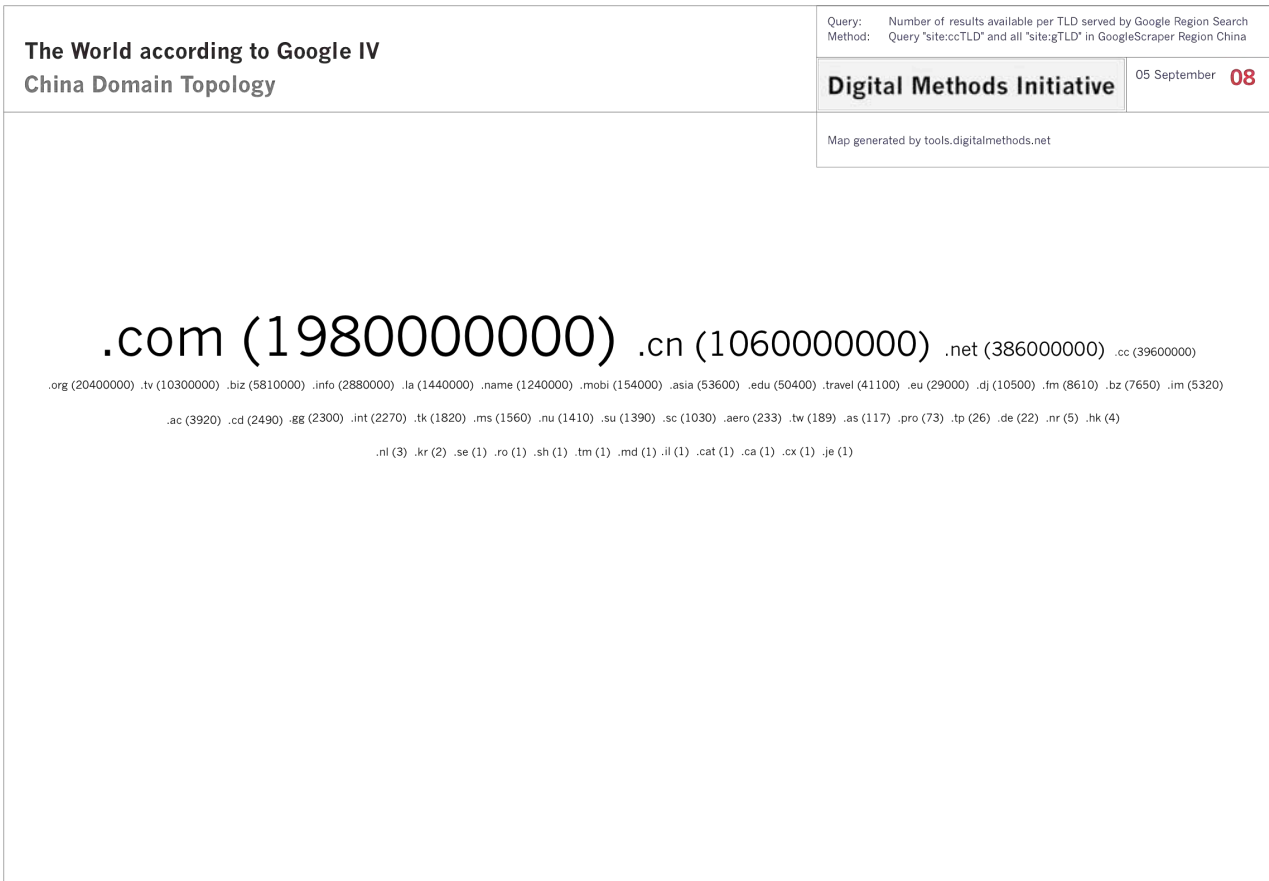 The World according to Google IV
China Domain Topology
Query: Number of results available per TLD served by Google Region Search
Method: Query "site:ccTLD" and all "site:gTLD" in GoogleScraper Region China
Digital Methods Initiative
05 September 08
Map generated by tools.digitalmethods.net
.com (1980000000) .cn (1060000000) .net (386000000) .cc (39600000)
.org (20400000) .tv (10300000) .biz (5810000) .info (2880000) .la (1440000) .name (1240000) .mobi (154000) .asia (53600) .edu (50400) .travel (41100) .eu (29000) .dj (10500) .fm (8610) .bz (7650) .im (5320)
.ac (3920) .cd (2490) .gg (2300) .int (2270) .tk (1820) .ms (1560) .nu (1410) .su (1390) .sc (1030) .aero (233) .tw (189) .as (117) .pro (73) .tp (26) .de (22) .nr (5) .hk (4)
.nl (3) .kr (2) .se (1) .ro (1) .sh (1) .tm (1) .md (1) .il (1) .cat (1) .ca (1) .cx (1) .je (1)